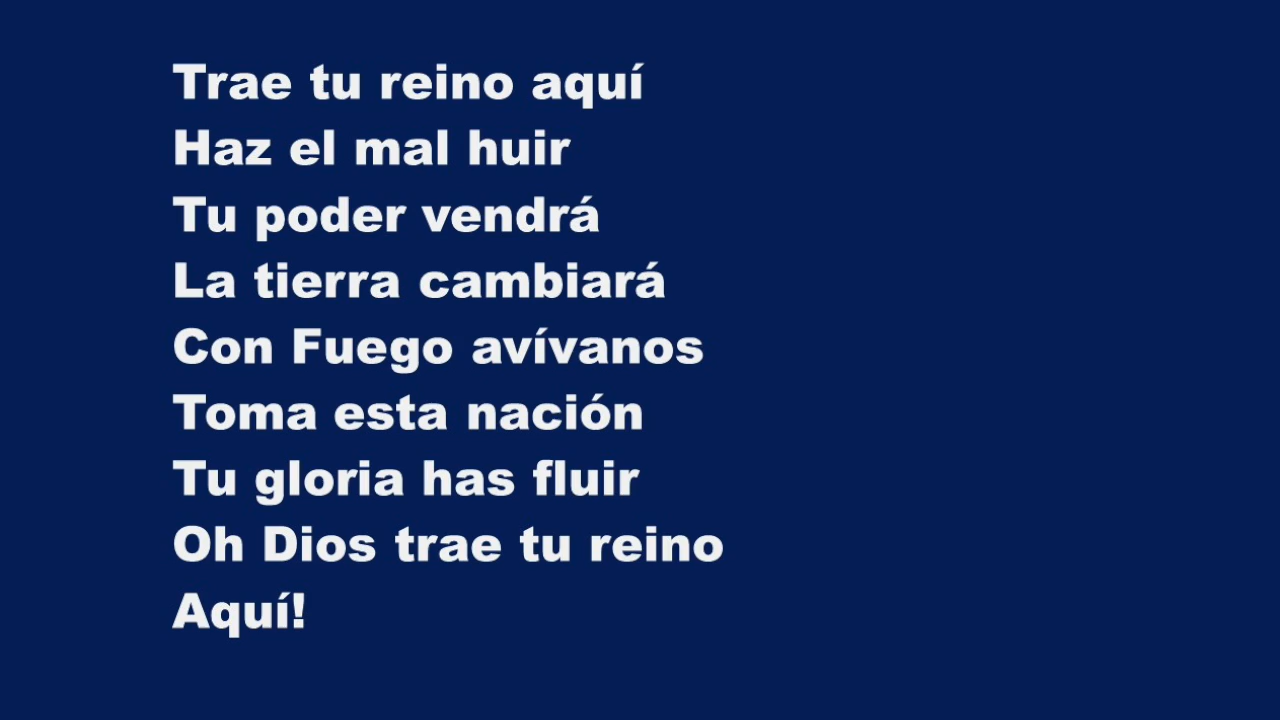 Trae tu reino aquí
Haz el mal huir
Tu poder vendrá
La tierra cambiará
Con Fuego avívanos
Toma esta nación
Tu gloria has fluir
Oh Dios trae tu reino
Aquí!